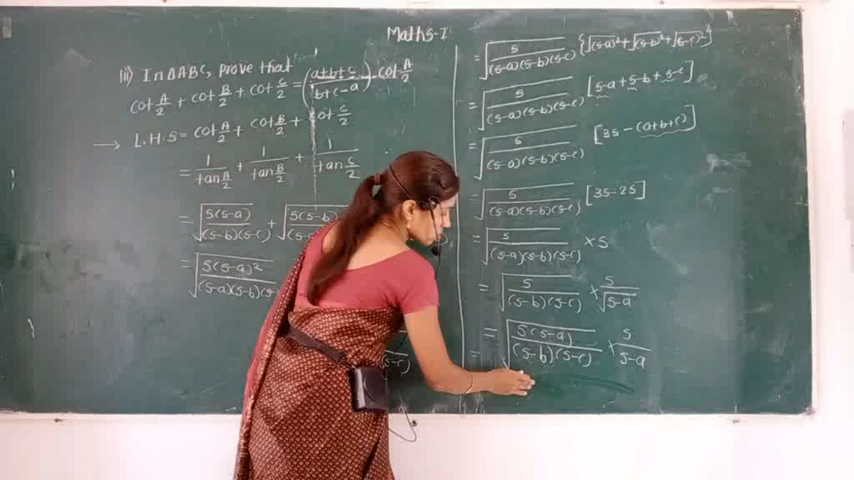 Maths-I
iii) In ΔABC, prove that
cot A/2 + cot B/2 + cot C/2 = (a+b+c / b+c-a) cot A/2
→ L.H.S = cot A/2 + cot B/2 + cot C/2
= 1/tan A/2 + 1/tan B/2 + 1/tan C/2
= √(s(s-a) / (s-b)(s-c)) + √(s(s-b) /
= √(s(s-a)² / (s-a)(s-b)(s-
= √(s / (s-a)(s-b)(s-c)) {√(s-a)² + √(s-b)² + √(s-c)²}
= √(s / (s-a)(s-b)(s-c)) [s-a+s-b+s-c]
= √(s / (s-a)(s-b)(s-c)) [3s-(a+b+c)]
= √(s / (s-a)(s-b)(s-c)) [3s-2s]
= √(s / (s-a)(s-b)(s-c)) × s
= √(s / (s-b)(s-c)) × s/√(s-a)
= √(s(s-a) / (s-b)(s-c)) × s/s-a
=